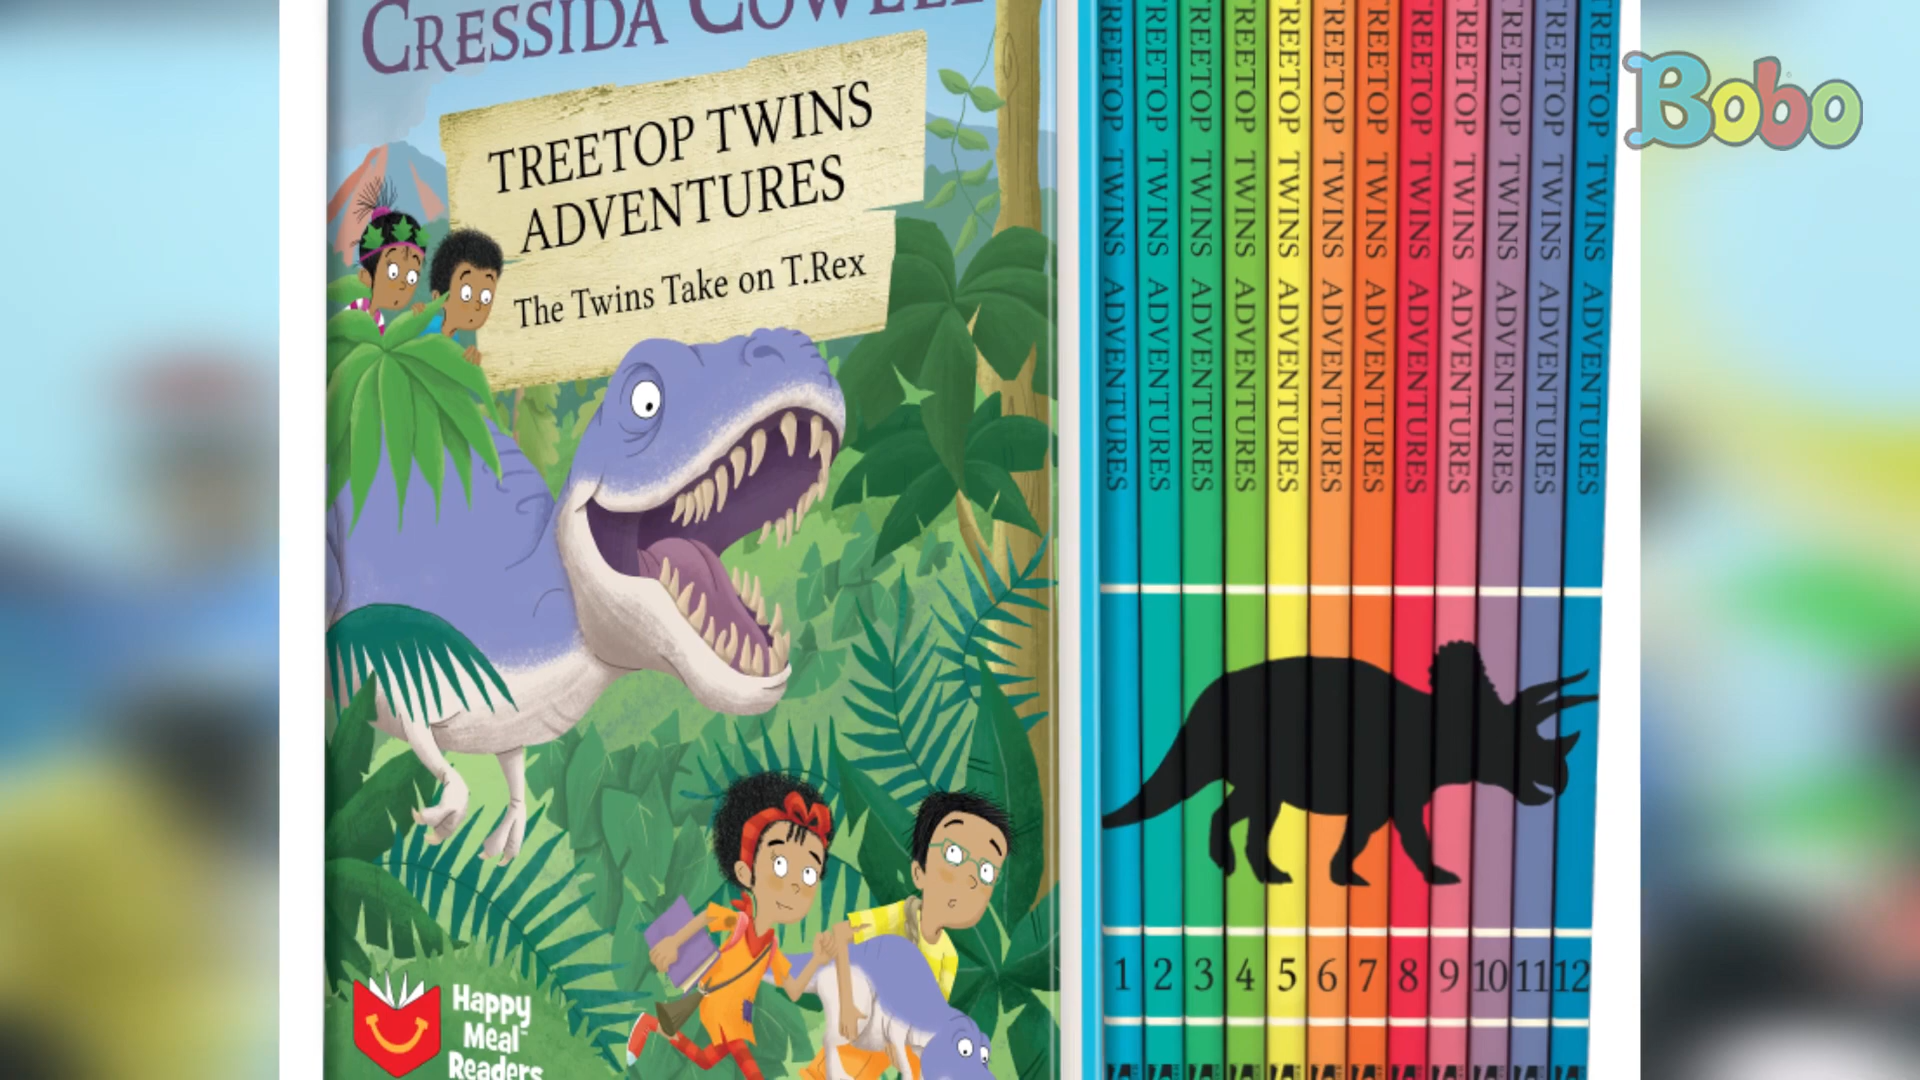 CRESSIDA COWELL
TREETOP TWINS
ADVENTURES
The Twins Take on T.Rex
Happy
Meal™
Readers
TREETOP TWINS ADVENTURES
TREETOP TWINS ADVENTURES
TREETOP TWINS ADVENTURES
TREETOP TWINS ADVENTURES
TREETOP TWINS ADVENTURES
TREETOP TWINS ADVENTURES
TREETOP TWINS ADVENTURES
TREETOP TWINS ADVENTURES
TREETOP TWINS ADVENTURES
TREETOP TWINS ADVENTURES
TREETOP TWINS ADVENTURES
TREETOP TWINS ADVENTURES
1 2 3 4 5 6 7 8 9 10 11 12
Bobo